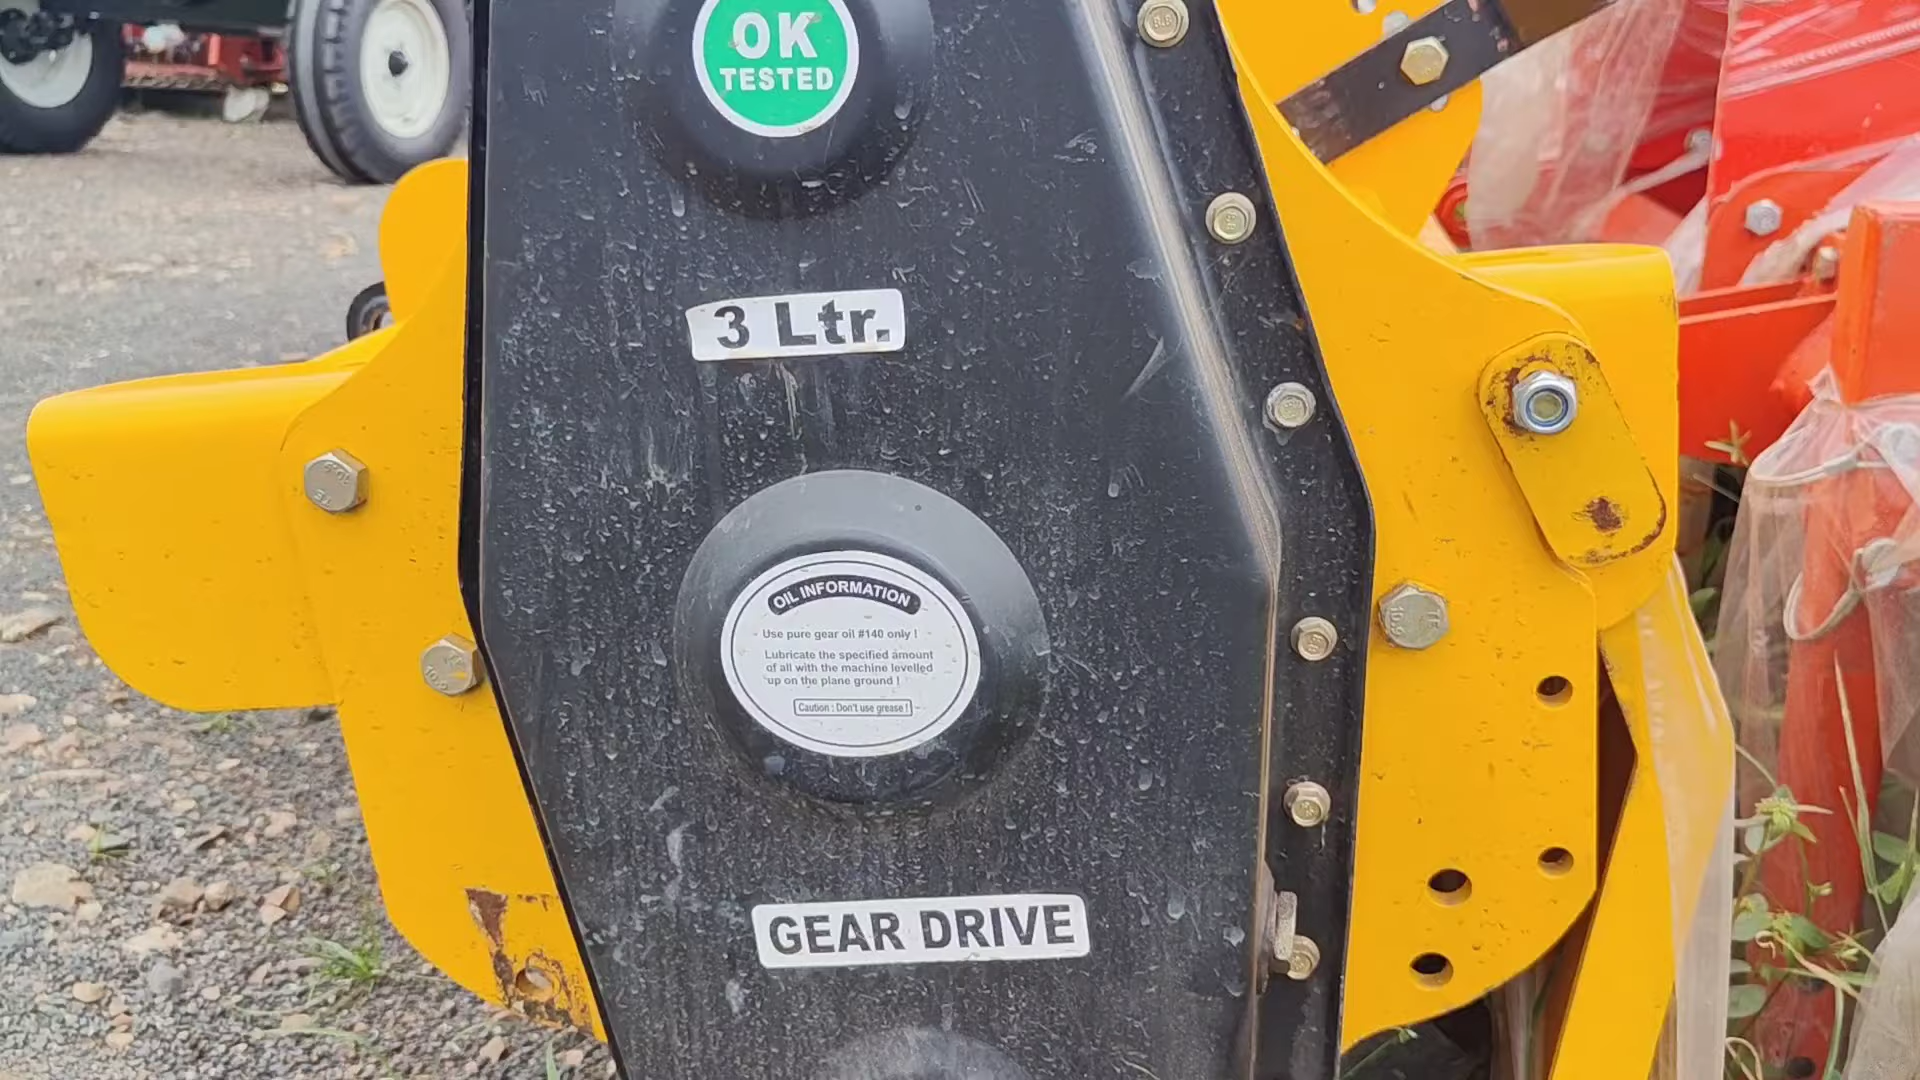 OK
TESTED
3 Ltr.
OIL INFORMATION
Use pure gear oil #140 only !
Lubricate the specified amount
of all with the machine levelled
up on the plane ground !
Caution : Don't use grease !
GEAR DRIVE